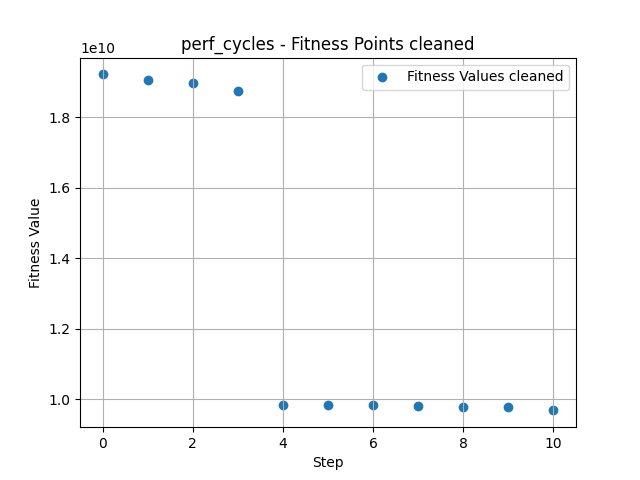 perf_cycles - Fitness Points cleaned
1e10
Fitness Values cleaned
1.8
1.6
1.4
1.2
1.0
Fitness Value
0 2 4 6 8 10
Step